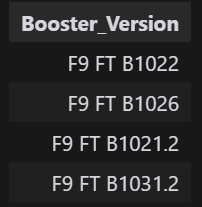 Booster_Version
F9 FT B1022
F9 FT B1026
F9 FT B1021.2
F9 FT B1031.2